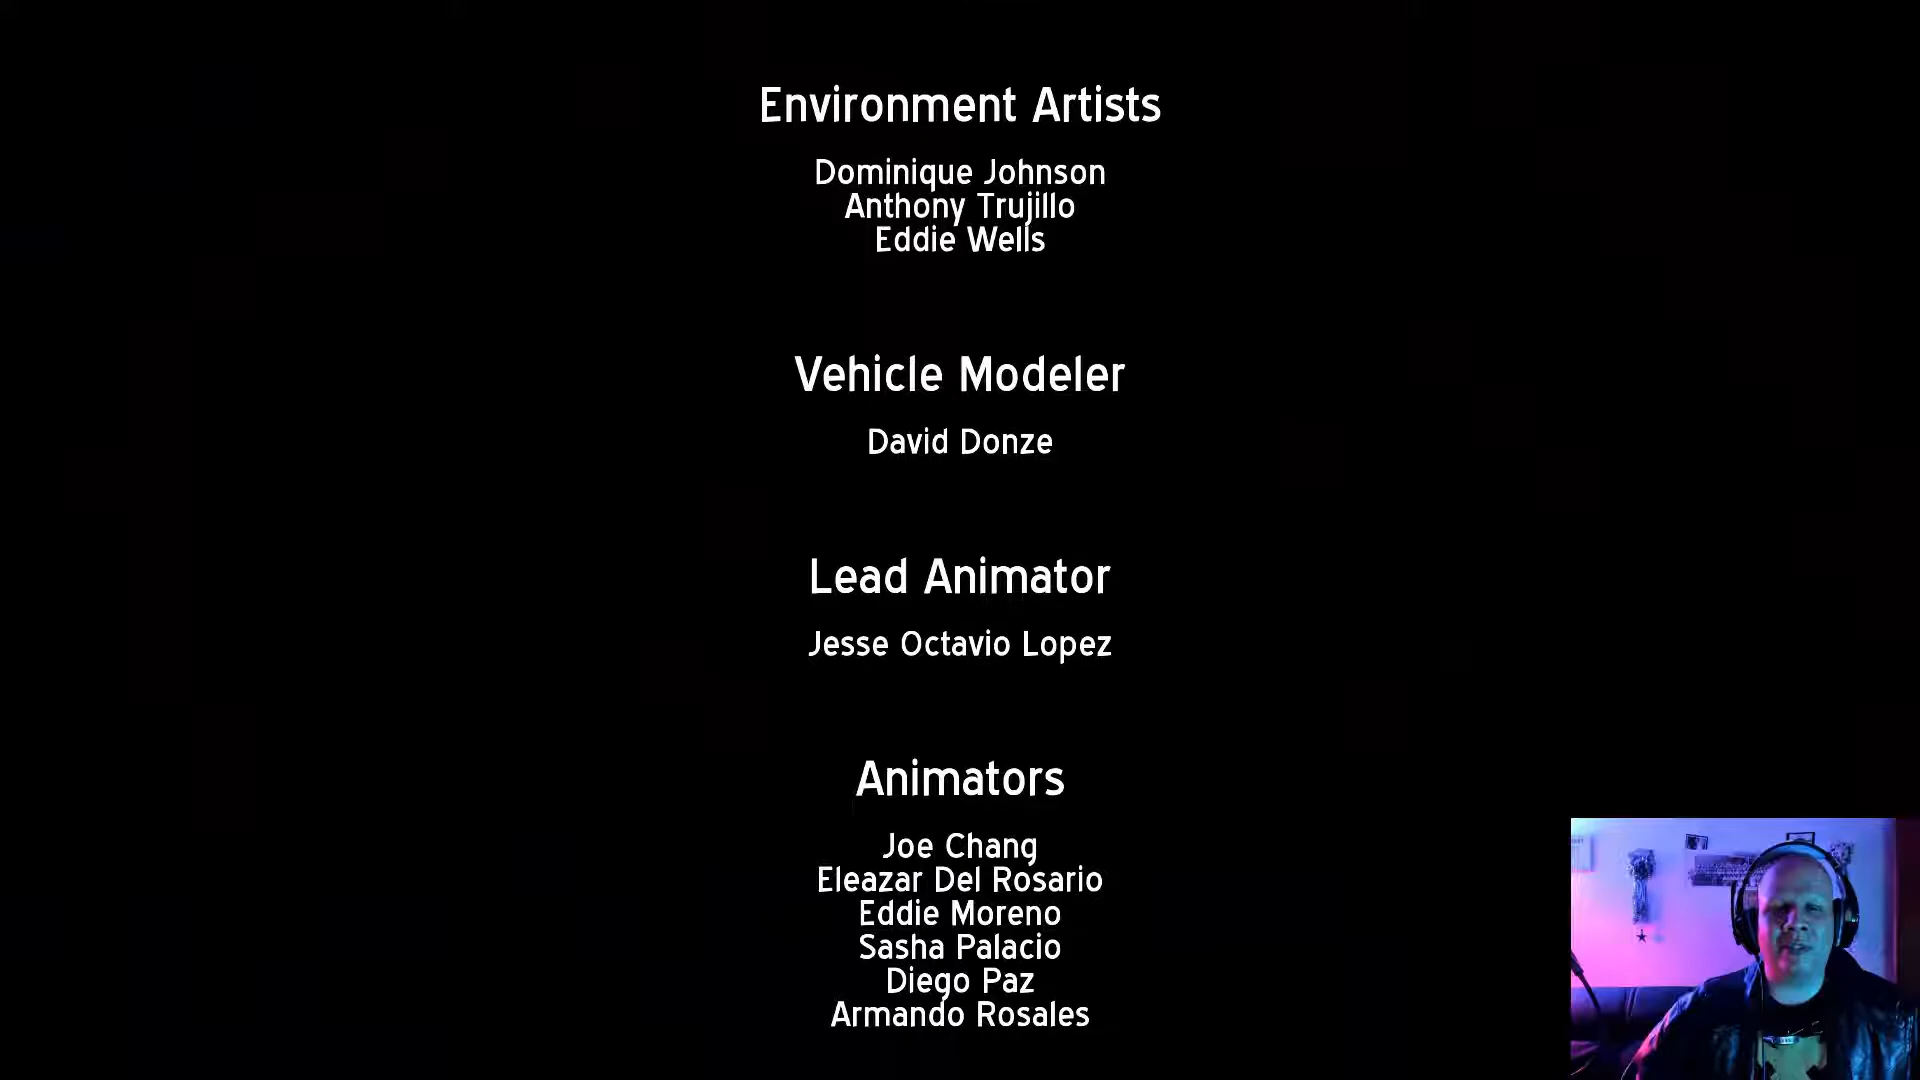 Environment Artists
Dominique Johnson
Anthony Trujillo
Eddie Wells
Vehicle Modeler
David Donze
Lead Animator
Jesse Octavio Lopez
Animators
Joe Chang
Eleazar Del Rosario
Eddie Moreno
Sasha Palacio
Diego Paz
Armando Rosales